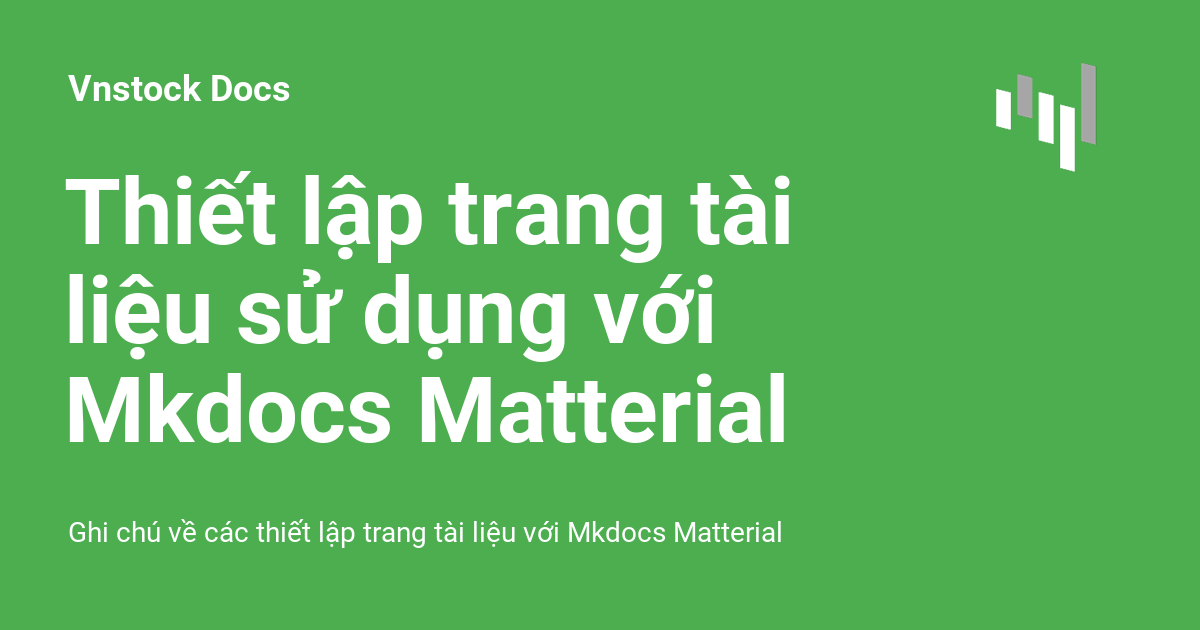 Vnstock Docs
Thiết lập trang tài
liệu sử dụng với
Mkdocs Matterial
Ghi chú về các thiết lập trang tài liệu với Mkdocs Matterial